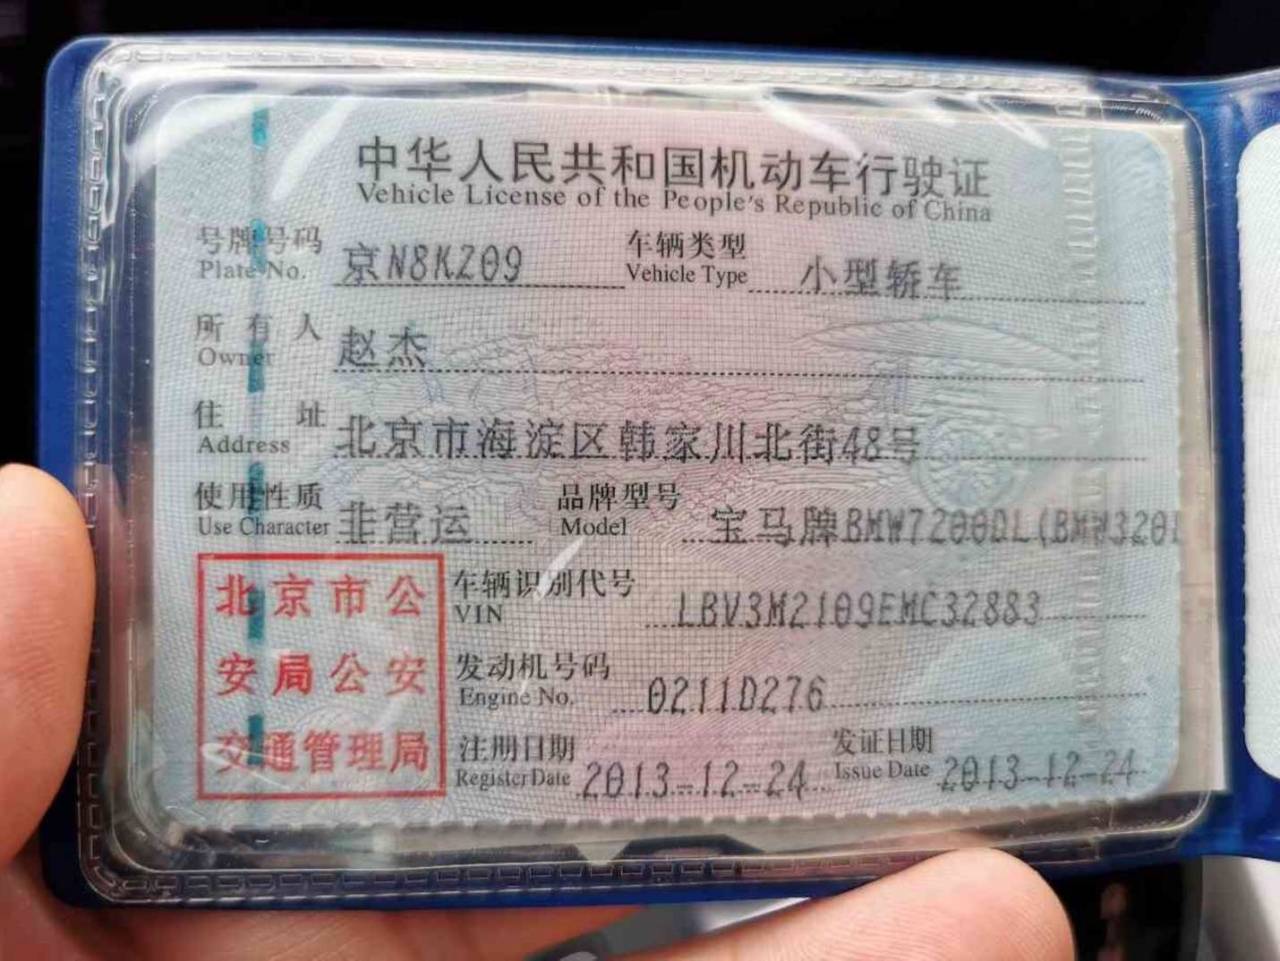 中华人民共和国机动车行驶证
Vehicle License of the People's Republic of China
号牌号码 京N8KZ09 车辆类型 小型轿车
Plate No. Vehicle Type
所有人 赵杰
Owner
住址 北京市海淀区韩家川北街48号
Address
使用性质 非营运 品牌型号 宝马牌BMW7200DL(BMW320
Use Character Model
北京市公
安局公安
交通管理局
车辆识别代号 LBV3M2109EMC32883
VIN
发动机号码 0211D276
Engine No.
注册日期 2013-12-24 发证日期 2013-12-24
Register Date Issue Date